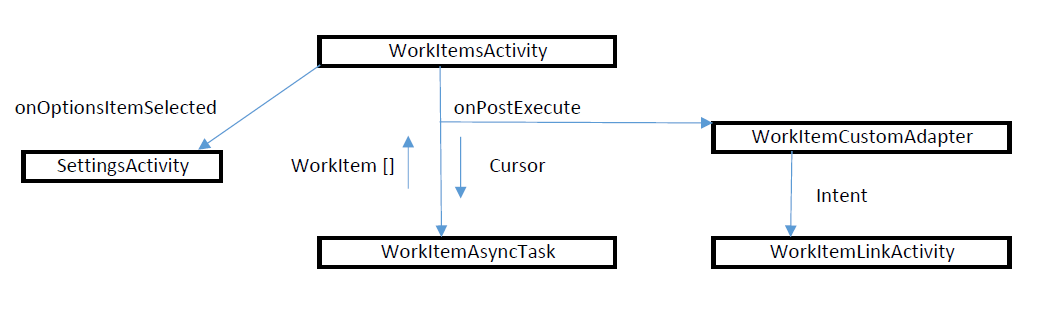 WorkItemsActivity
onOptionsItemSelected
onPostExecute
WorkItemCustomAdapter
SettingsActivity
WorkItem []
Cursor
Intent
WorkItemAsyncTask
WorkItemLinkActivity